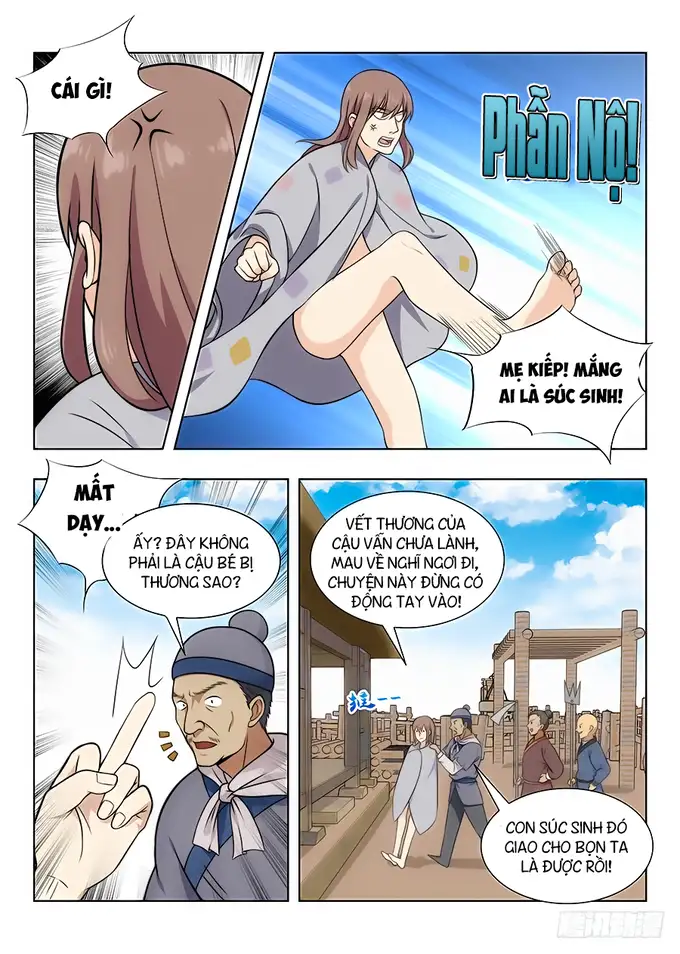 CÁI GÌ!
Phẫn Nộ!
MẸ KIẾP! MẮNG
AI LÀ SÚC SINH!
MẤT
DẠY...
ẤY? ĐÂY KHÔNG
PHẢI LÀ CẬU BÉ BỊ
THƯƠNG SAO?
VẾT THƯƠNG CỦA
CẬU VẪN CHƯA LÀNH,
MAU VỀ NGHĨ NGƠI ĐI,
CHUYỆN NÀY ĐỪNG CÓ
ĐỘNG TAY VÀO!
CON SÚC SINH ĐÓ
GIAO CHO BỌN TA
LÀ ĐƯỢC RỒI!